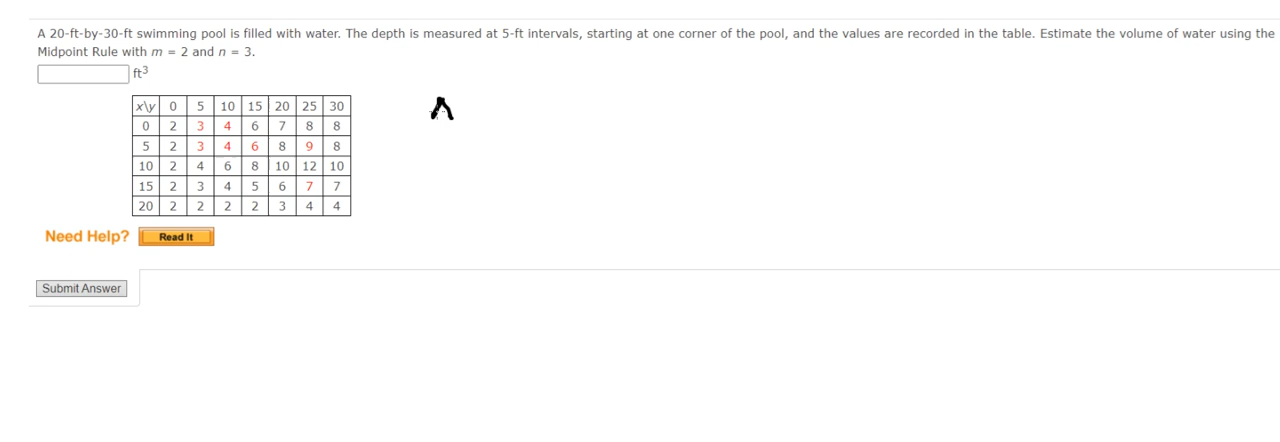 A 20-ft-by-30-ft swimming pool is filled with water. The depth is measured at 5-ft intervals, starting at one corner of the pool, and the values are recorded in the table. Estimate the volume of water using the
Midpoint Rule with m = 2 and n = 3.
ft³
x\y 0 5 10 15 20 25 30
0 2 3 4 6 7 8 8
5 2 3 4 6 8 9 8
10 2 4 6 8 10 12 10
15 2 3 4 5 6 7 7
20 2 2 2 2 3 4 4
Need Help? Read It
Submit Answer